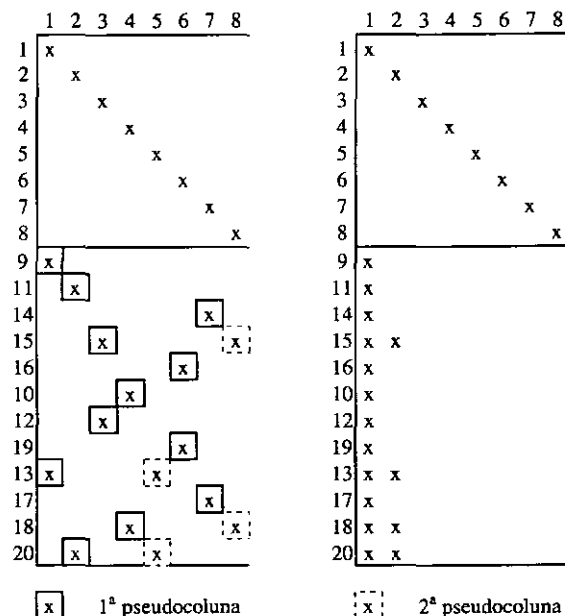 1 2 3 4 5 6 7 8
1 x
2 x
3 x
4 x
5 x
6 x
7 x
8 x
9 x
11 x
14 x
15 x x
16 x
10 x
12 x
19 x
13 x x
17 x
18 x x
20 x x
x 1ª pseudocoluna
1 2 3 4 5 6 7 8
1 x
2 x
3 x
4 x
5 x
6 x
7 x
8 x
9 x
11 x
14 x
15 x x
16 x
10 x
12 x
19 x
13 x x
17 x
18 x x
20 x x
x 2ª pseudocoluna